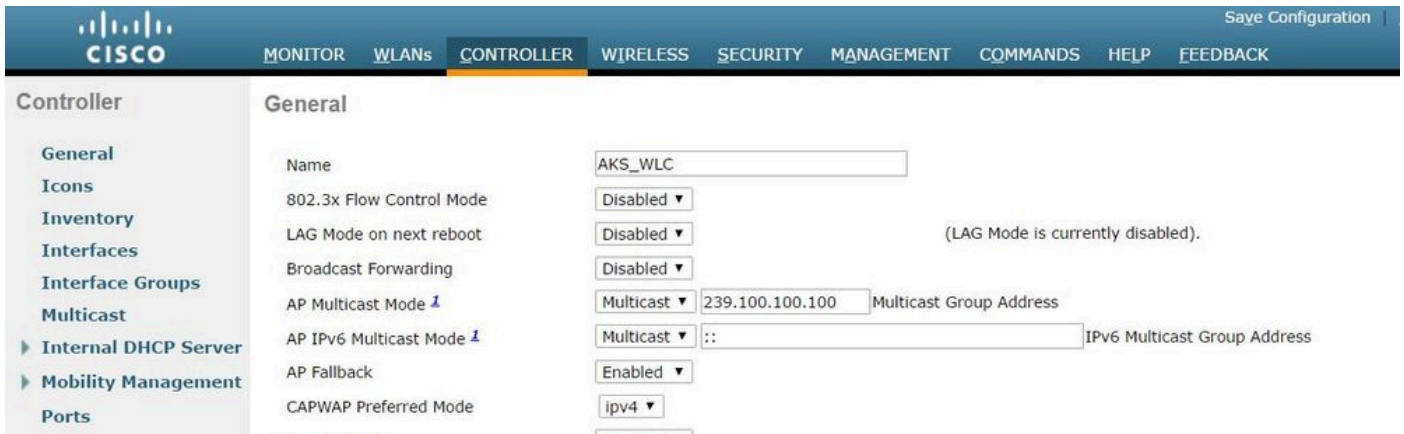 Save Configuration
CISCO MONITOR WLANs CONTROLLER WIRELESS SECURITY MANAGEMENT COMMANDS HELP FEEDBACK
Controller
General
Icons
Inventory
Interfaces
Interface Groups
Multicast
Internal DHCP Server
Mobility Management
Ports
General
Name AKS_WLC
802.3x Flow Control Mode Disabled
LAG Mode on next reboot Disabled (LAG Mode is currently disabled).
Broadcast Forwarding Disabled
AP Multicast Mode 1 Multicast 239.100.100.100 Multicast Group Address
AP IPv6 Multicast Mode 1 Multicast :: IPv6 Multicast Group Address
AP Fallback Enabled
CAPWAP Preferred Mode ipv4